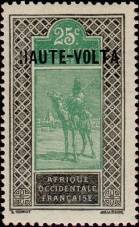 25c
HAUTE-VOLTA
AFRIQUE
OCCIDENTALE
FRANÇAISE